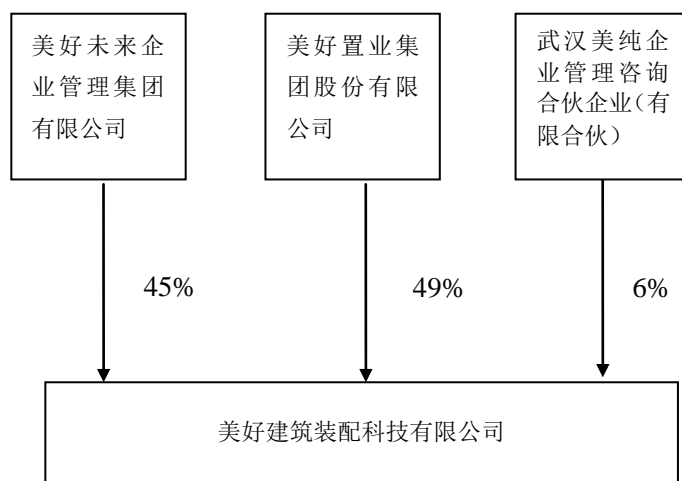 美好未来企
业管理集团
有限公司
美好置业集
团股份有限
公司
武汉美纯企
业管理咨询
合伙企业（有
限合伙）
45%
49%
6%
美好建筑装配科技有限公司